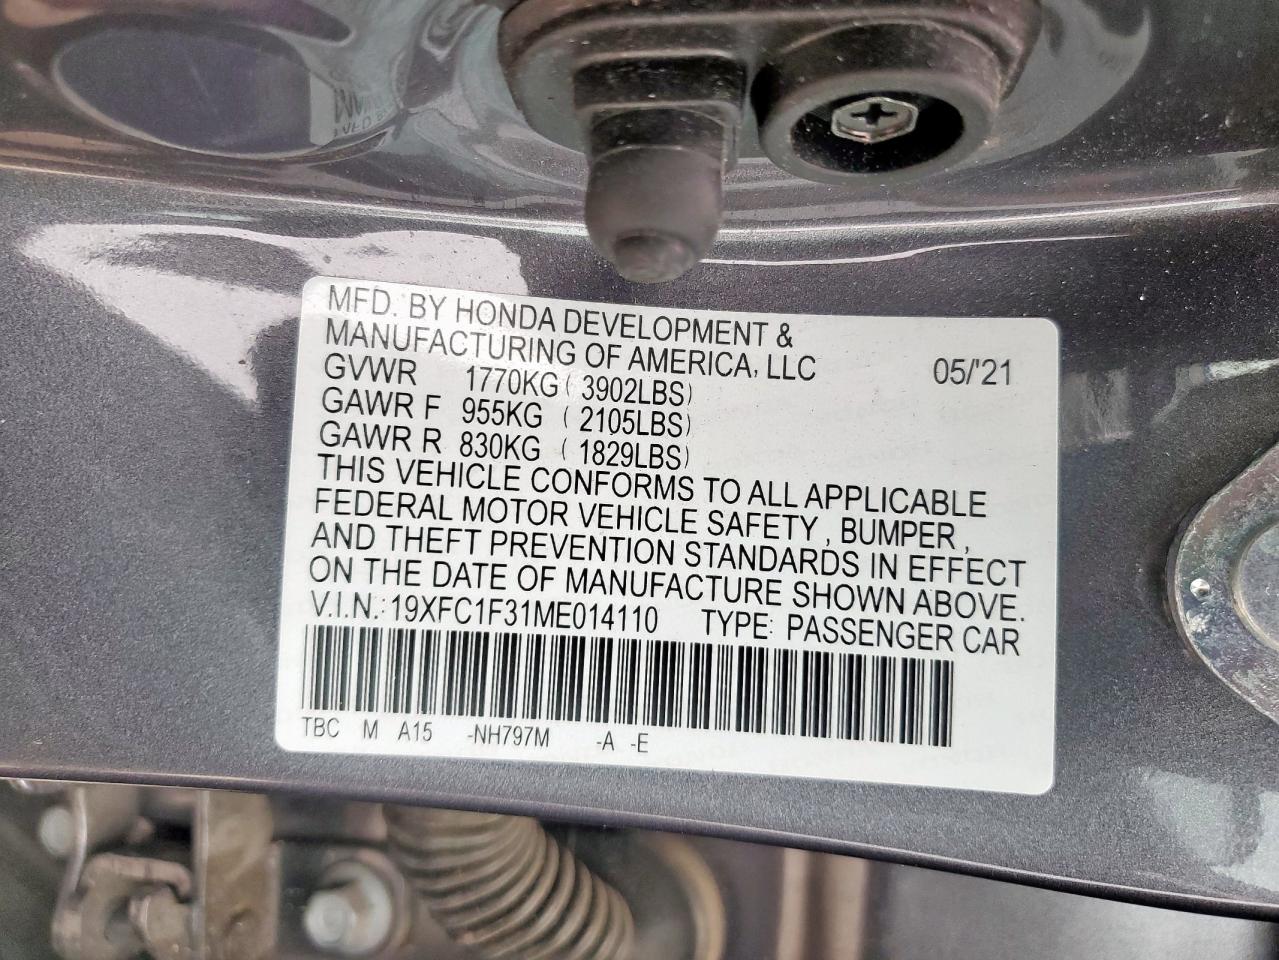 MFD. BY HONDA DEVELOPMENT &
MANUFACTURING OF AMERICA, LLC 05/'21
GVWR 1770KG ( 3902LBS)
GAWR F 955KG ( 2105LBS)
GAWR R 830KG ( 1829LBS)
THIS VEHICLE CONFORMS TO ALL APPLICABLE
FEDERAL MOTOR VEHICLE SAFETY , BUMPER ,
AND THEFT PREVENTION STANDARDS IN EFFECT
ON THE DATE OF MANUFACTURE SHOWN ABOVE.
V.I.N.: 19XFC1F31ME014110 TYPE: PASSENGER CAR
TBC M A15 -NH797M -A -E